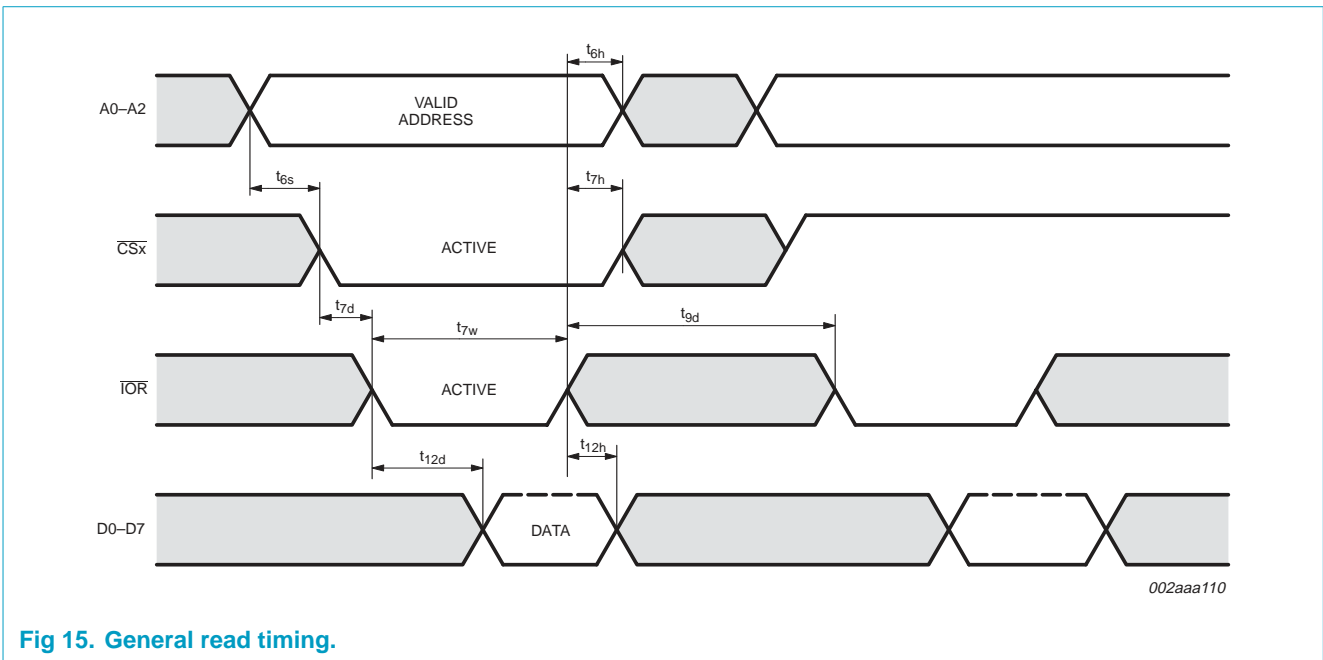 t6h
A0–A2
VALID
ADDRESS
t6s
t7h
CSx
ACTIVE
t7d
t7w
t9d
IOR
ACTIVE
t12d
t12h
D0–D7
DATA
002aaa110
Fig 15. General read timing.